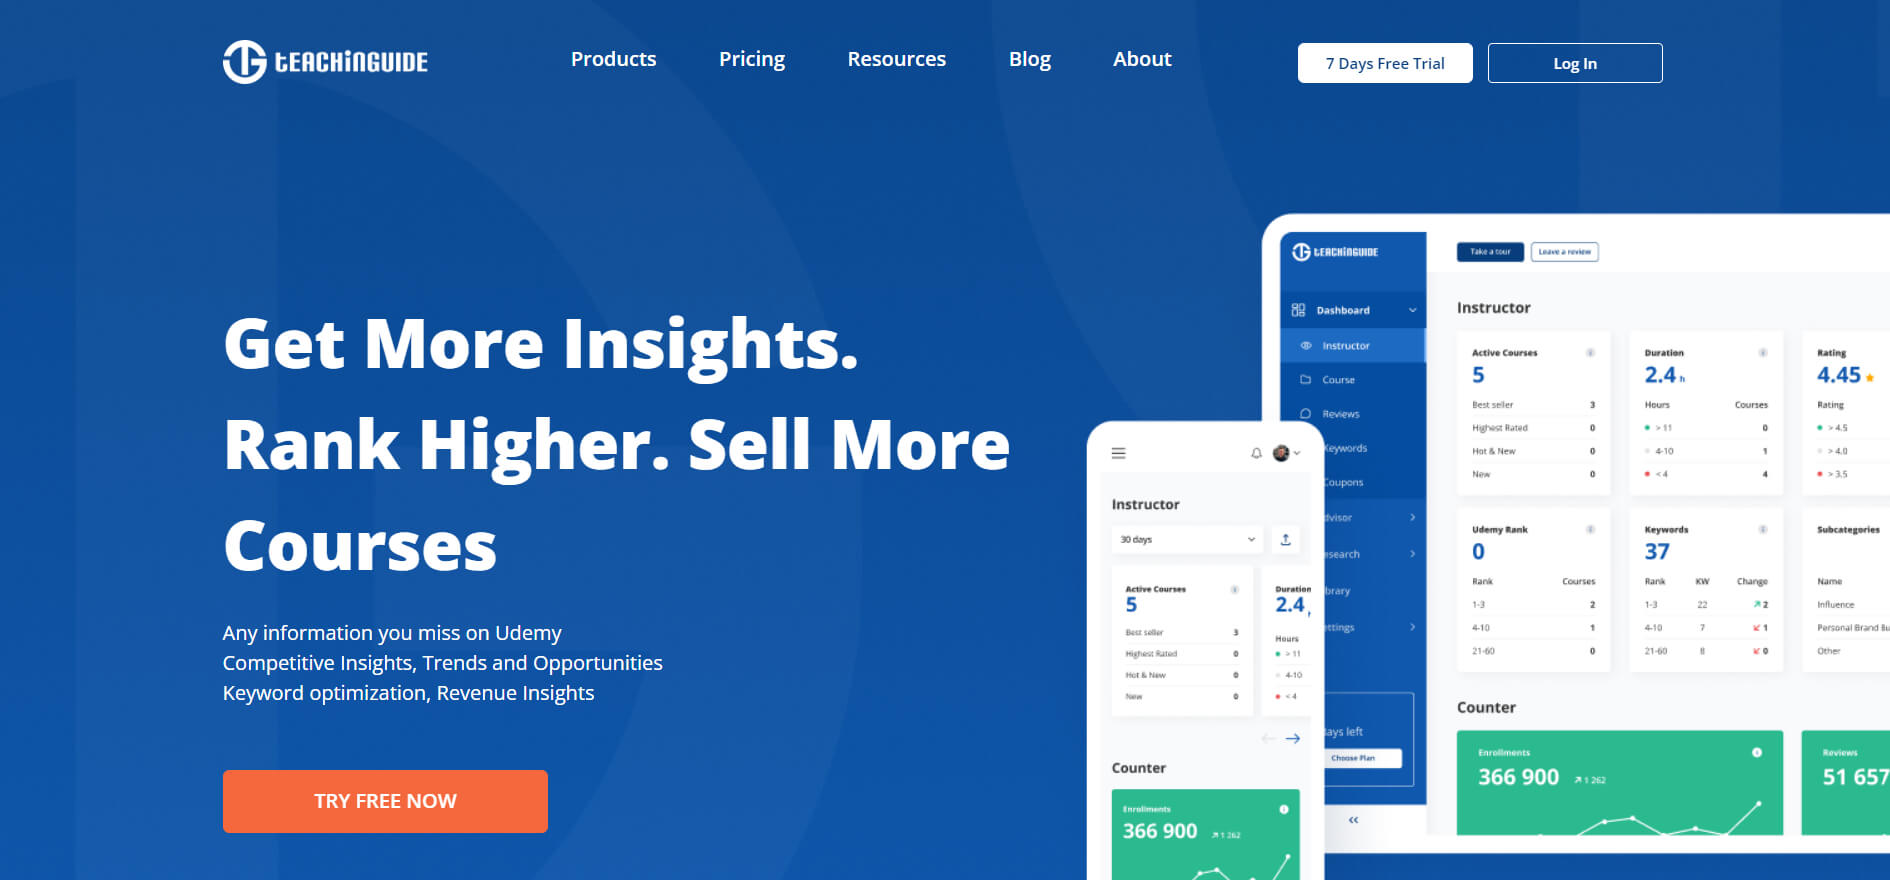 TEACHINGUIDE
Products
Pricing
Resources
Blog
About
7 Days Free Trial
Log In
Get More Insights.
Rank Higher. Sell More
Courses
Any information you miss on Udemy
Competitive Insights, Trends and Opportunities
Keyword optimization, Revenue Insights
TRY FREE NOW
TEACHINGUIDE
Dashboard
Instructor
Course
Reviews
Keywords
Coupons
dvisor
esearch
brary
ettings
ays left
Choose Plan
Take a tour
Leave a review
Instructor
Active Courses
5
Best seller 3
Highest Rated 0
Hot & New 0
New 0
Duration
2.4 h
Hours Courses
> 11 0
4-10 1
< 4 4
Rating
4.45
Rating
> 4.5
> 4.0
> 3.5
Udemy Rank
0
Rank Courses
1-3 2
4-10 1
21-60 0
Keywords
37
Rank KW Change
1-3 22 2
4-10 7 1
21-60 8 0
Subcategories
Name
Influence
Personal Brand Bu
Other
Counter
Enrollments
366 900 1 262
Reviews
51 657
Instructor
30 days
Active Courses
5
Best seller 3
Highest Rated 0
Hot & New 0
New 0
Duration
2.4
Hours
> 11
4-10
< 4
Counter
Enrollments
366 900 1 262